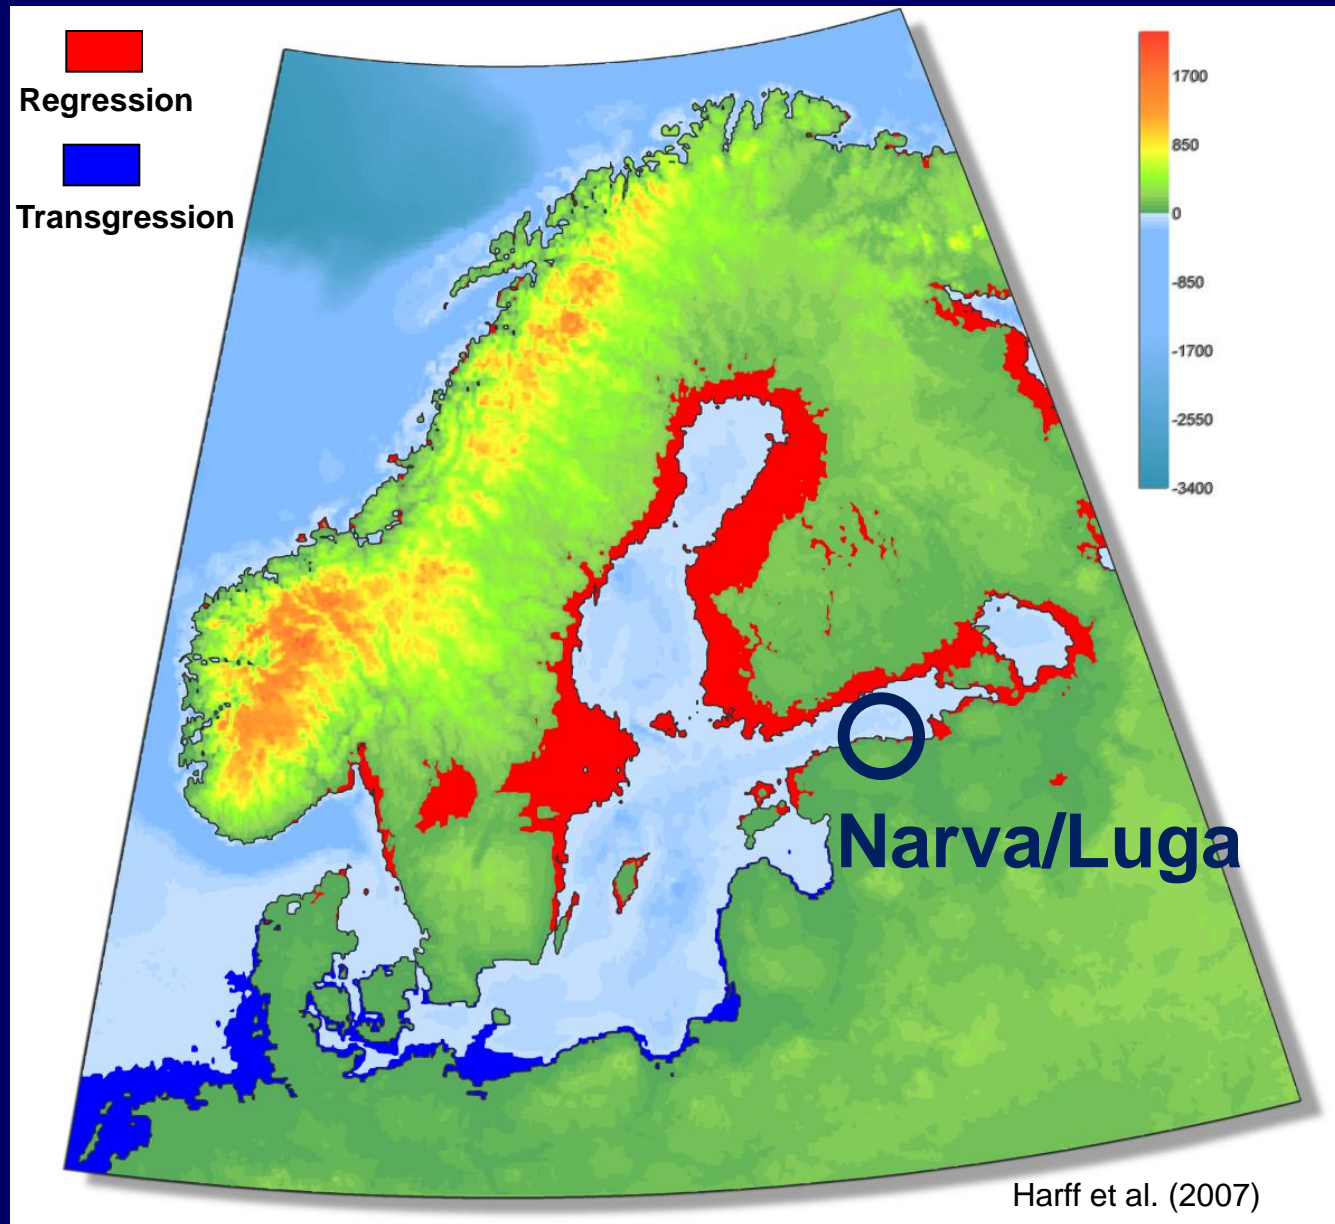 Regression
Transgression
1700
850
0
-850
-1700
-2550
-3400
Narva/Luga
Harff et al. (2007)